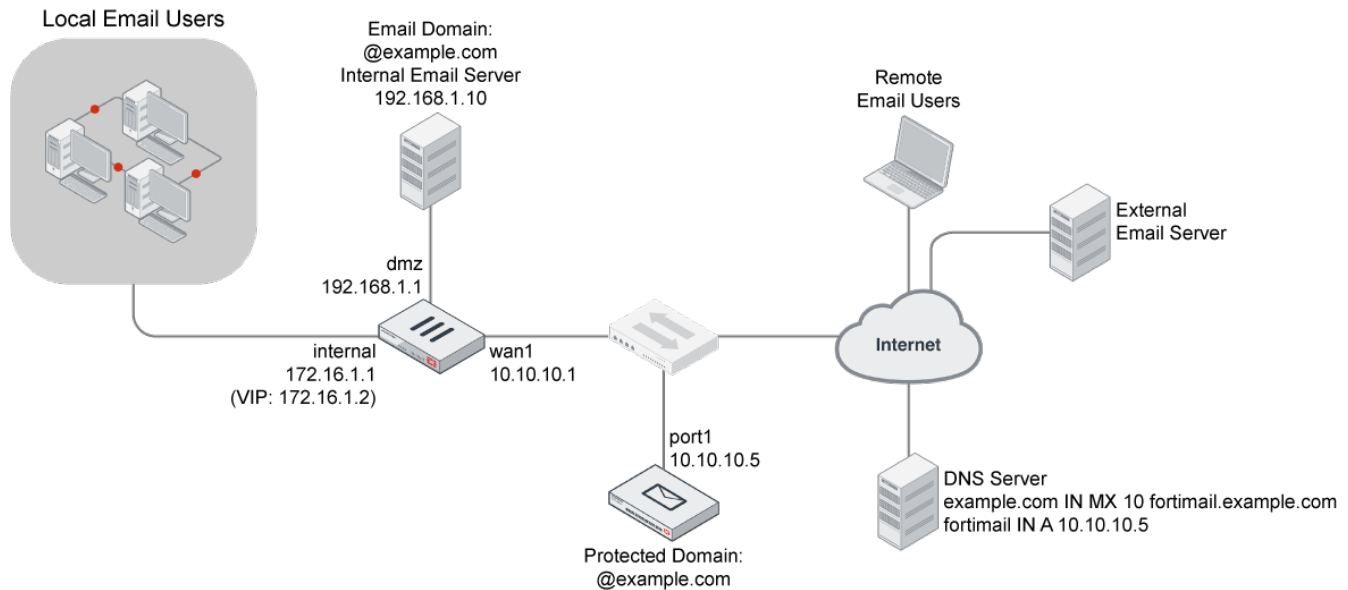 Local Email Users
Email Domain:
@example.com
Internal Email Server
192.168.1.10
Remote
Email Users
External
Email Server
dmz
192.168.1.1
internal
172.16.1.1
(VIP: 172.16.1.2)
wan1
10.10.10.1
Internet
port1
10.10.10.5
DNS Server
example.com IN MX 10 fortimail.example.com
fortimail IN A 10.10.10.5
Protected Domain:
@example.com